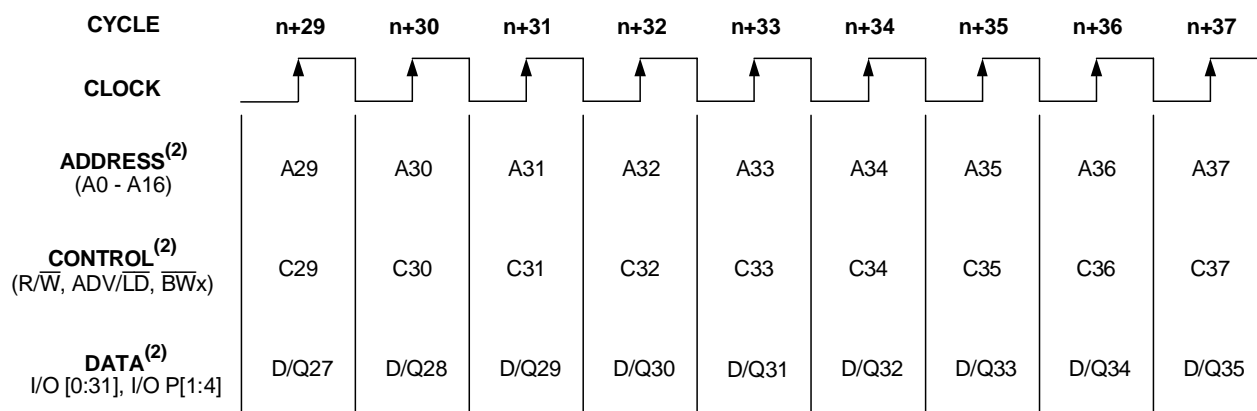 CYCLE n+29 n+30 n+31 n+32 n+33 n+34 n+35 n+36 n+37
CLOCK
ADDRESS(2)
(A0 - A16) A29 A30 A31 A32 A33 A34 A35 A36 A37
CONTROL(2)
(R/W̅, ADV/L̅D̅, B̅W̅x) C29 C30 C31 C32 C33 C34 C35 C36 C37
DATA(2)
I/O [0:31], I/O P[1:4] D/Q27 D/Q28 D/Q29 D/Q30 D/Q31 D/Q32 D/Q33 D/Q34 D/Q35